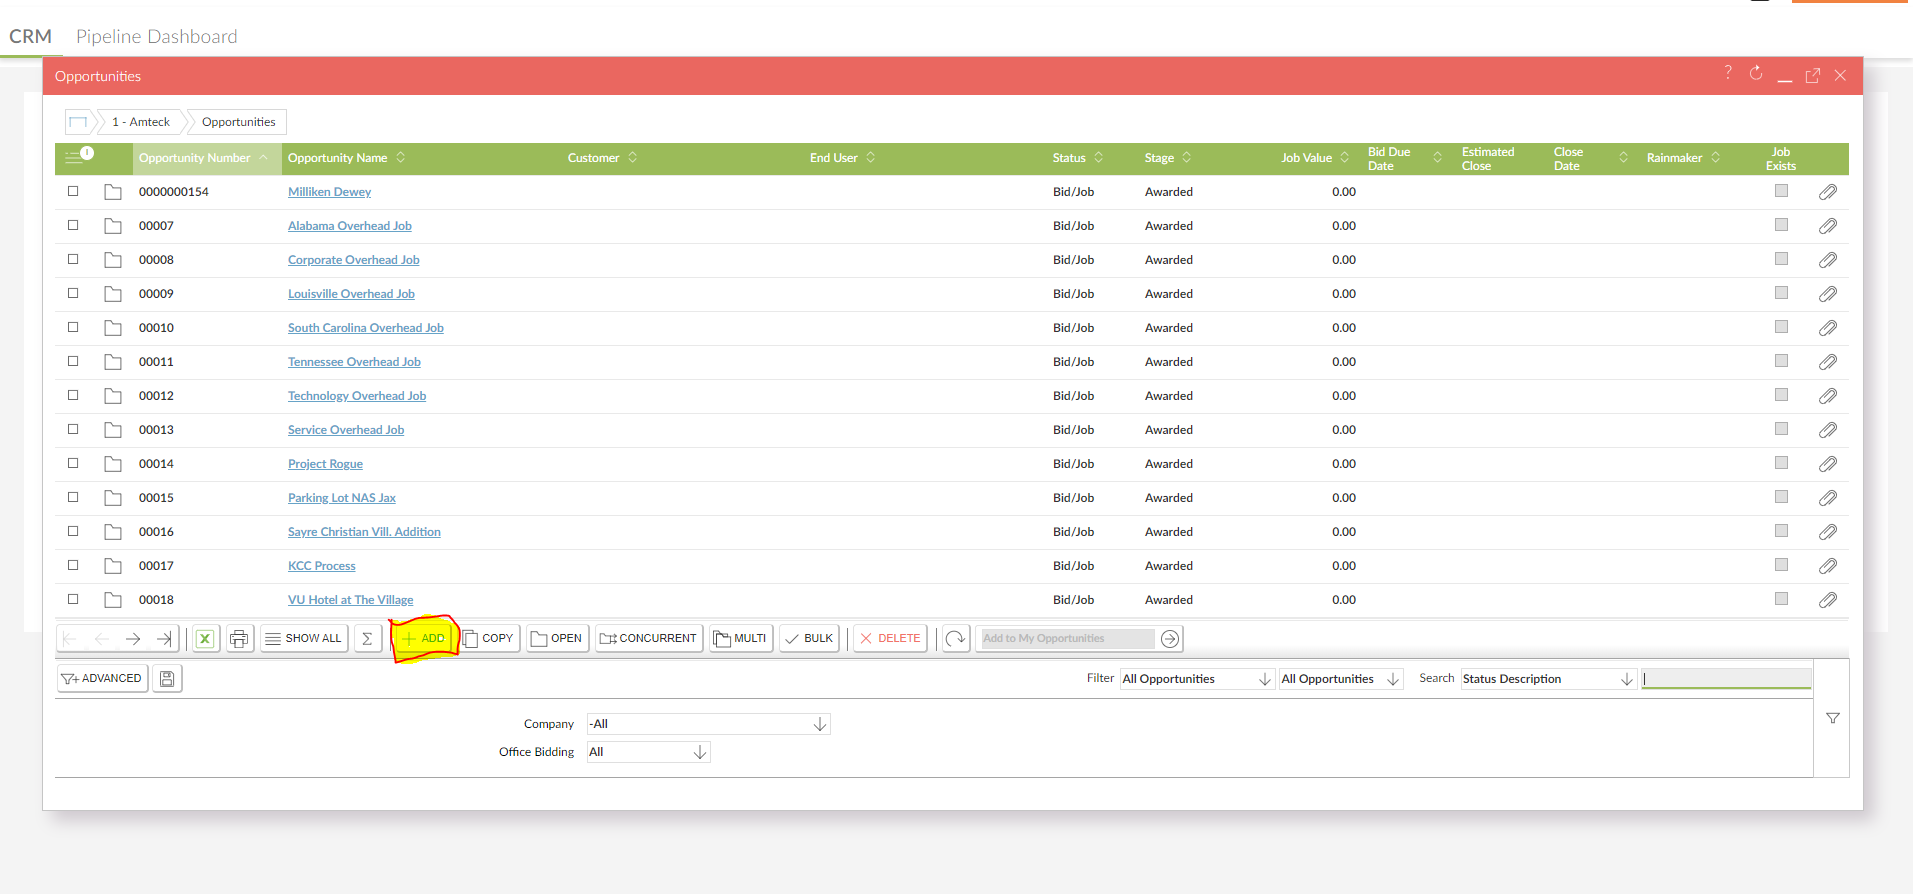 CRM Pipeline Dashboard
Opportunities
?
1 - Amteck Opportunities
! Opportunity Number Opportunity Name Customer End User Status Stage Job Value Bid Due Date Estimated Close Close Date Rainmaker Job Exists
0000000154 Milliken Dewey Bid/Job Awarded 0.00
00007 Alabama Overhead Job Bid/Job Awarded 0.00
00008 Corporate Overhead Job Bid/Job Awarded 0.00
00009 Louisville Overhead Job Bid/Job Awarded 0.00
00010 South Carolina Overhead Job Bid/Job Awarded 0.00
00011 Tennessee Overhead Job Bid/Job Awarded 0.00
00012 Technology Overhead Job Bid/Job Awarded 0.00
00013 Service Overhead Job Bid/Job Awarded 0.00
00014 Project Rogue Bid/Job Awarded 0.00
00015 Parking Lot NAS Jax Bid/Job Awarded 0.00
00016 Sayre Christian Vill. Addition Bid/Job Awarded 0.00
00017 KCC Process Bid/Job Awarded 0.00
00018 VU Hotel at The Village Bid/Job Awarded 0.00
X SHOW ALL Σ + ADD COPY OPEN CONCURRENT MULTI BULK DELETE Add to My Opportunities
ADVANCED Filter All Opportunities All Opportunities Search Status Description
Company -All
Office Bidding All